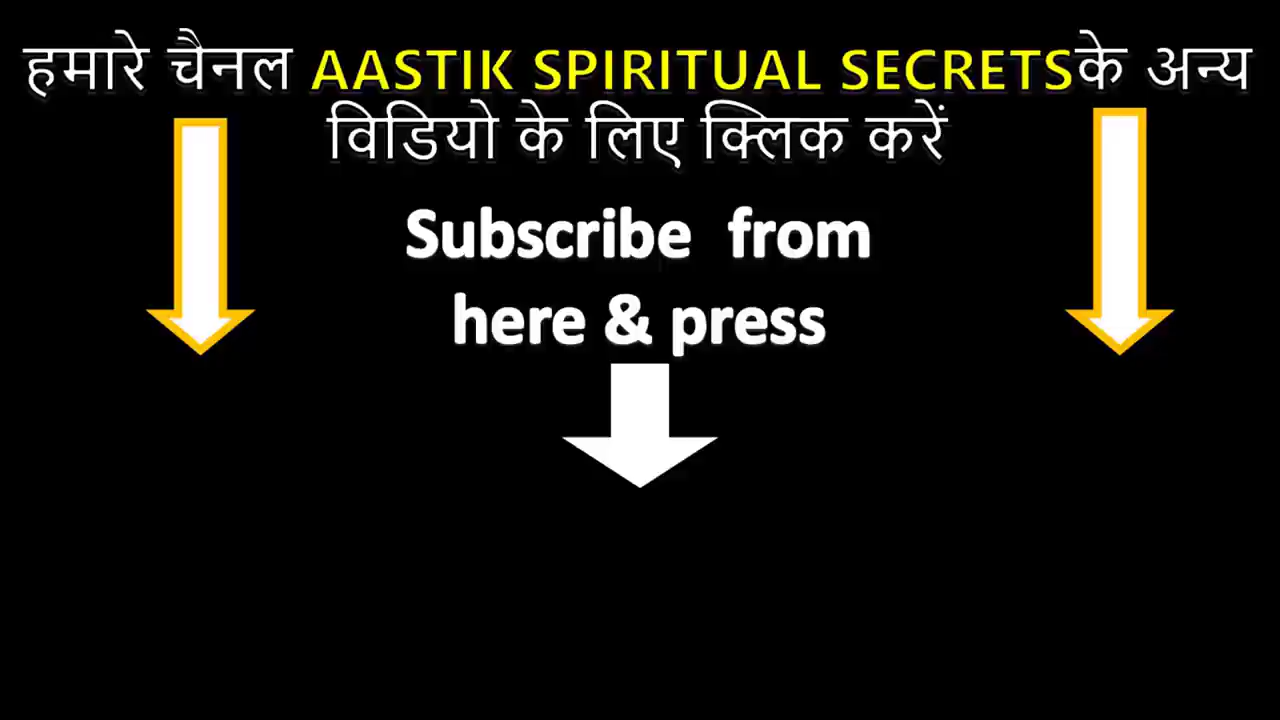 हमारे चैनल AASTIK SPIRITUAL SECRETSके अन्य
विडियो के लिए क्लिक करें
Subscribe from
here & press